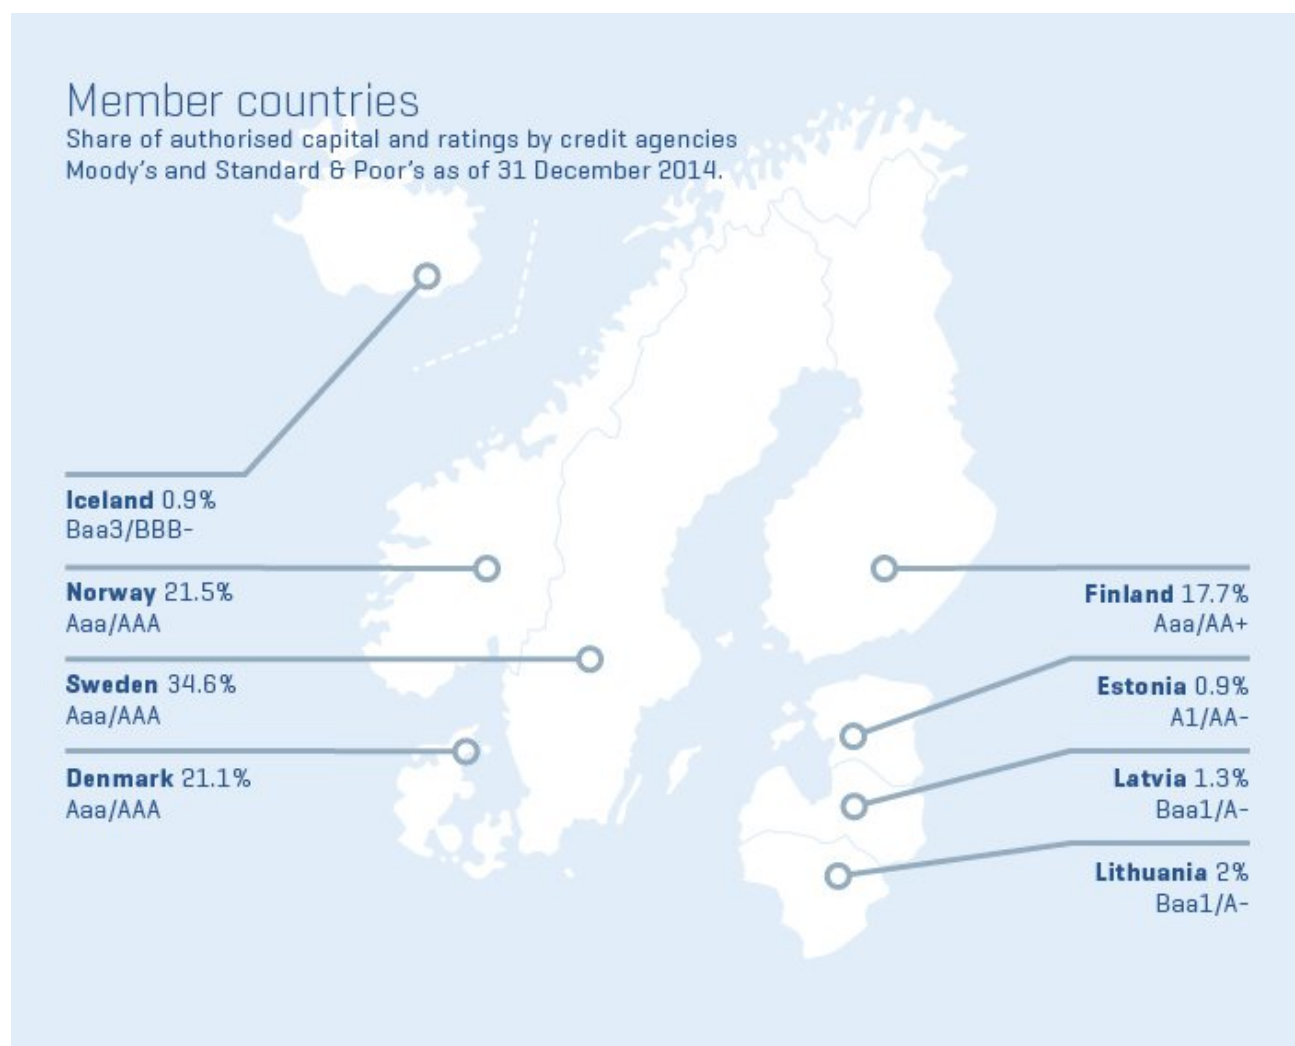 Member countries
Share of authorised capital and ratings by credit agencies
Moody's and Standard & Poor's as of 31 December 2014.
Iceland 0.9%
Baa3/BBB-
Norway 21.5%
Aaa/AAA
Sweden 34.6%
Aaa/AAA
Denmark 21.1%
Aaa/AAA
Finland 17.7%
Aaa/AA+
Estonia 0.9%
A1/AA-
Latvia 1.3%
Baa1/A-
Lithuania 2%
Baa1/A-